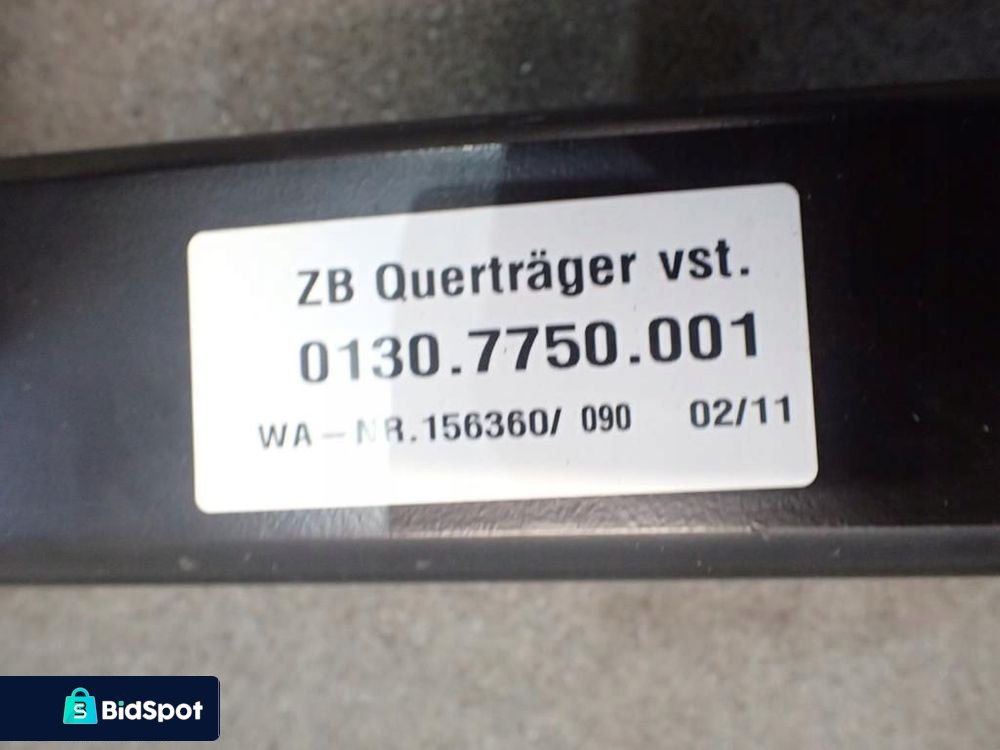 ZB Querträger vst.
0130.7750.001
WA-NR.156360/ 090 02/11
BidSpot